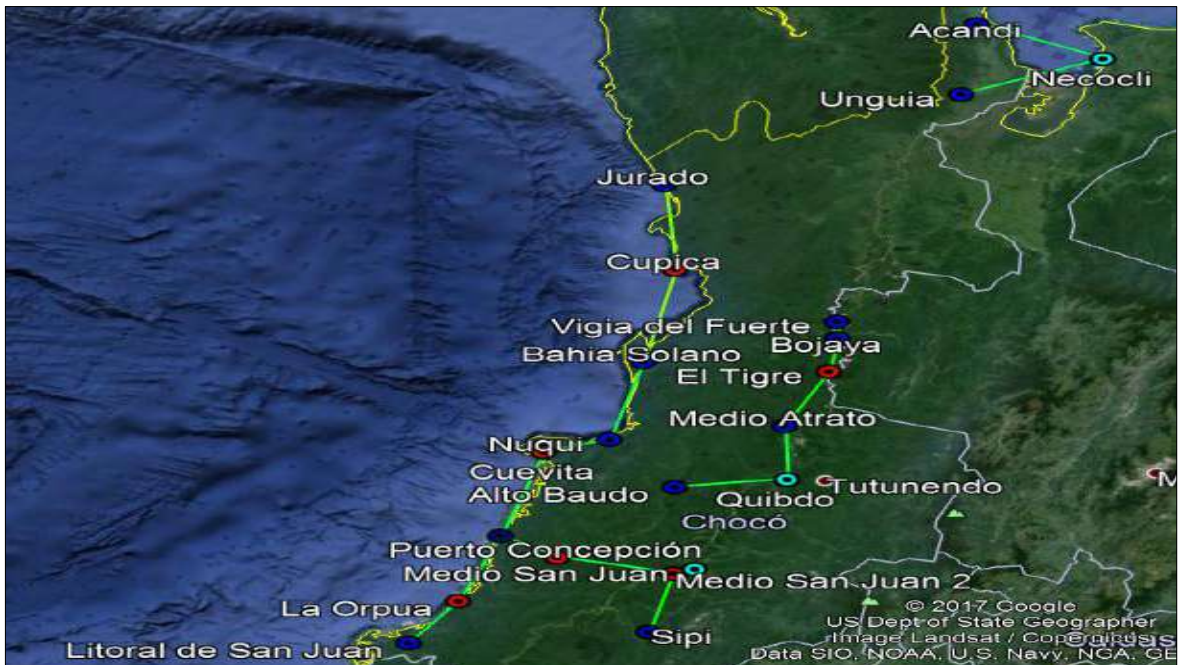 Acandi
Necocli
Unguia
Jurado
Cupica
Vigia del Fuerte
Bojaya
Bahia Solano
El Tigre
Medio Atrato
Nuqui
Cuevita
Alto Baudo
Quibdo
Tutunendo
M
Chocó
Puerto Concepción
Medio San Juan
Medio San Juan 2
La Orpua
Sipi
Litoral de San Juan
© 2017 Google
US Dept of State Geographer
Image Landsat / Copernicus
Data SIO, NOAA, U.S. Navy, NGA, GE